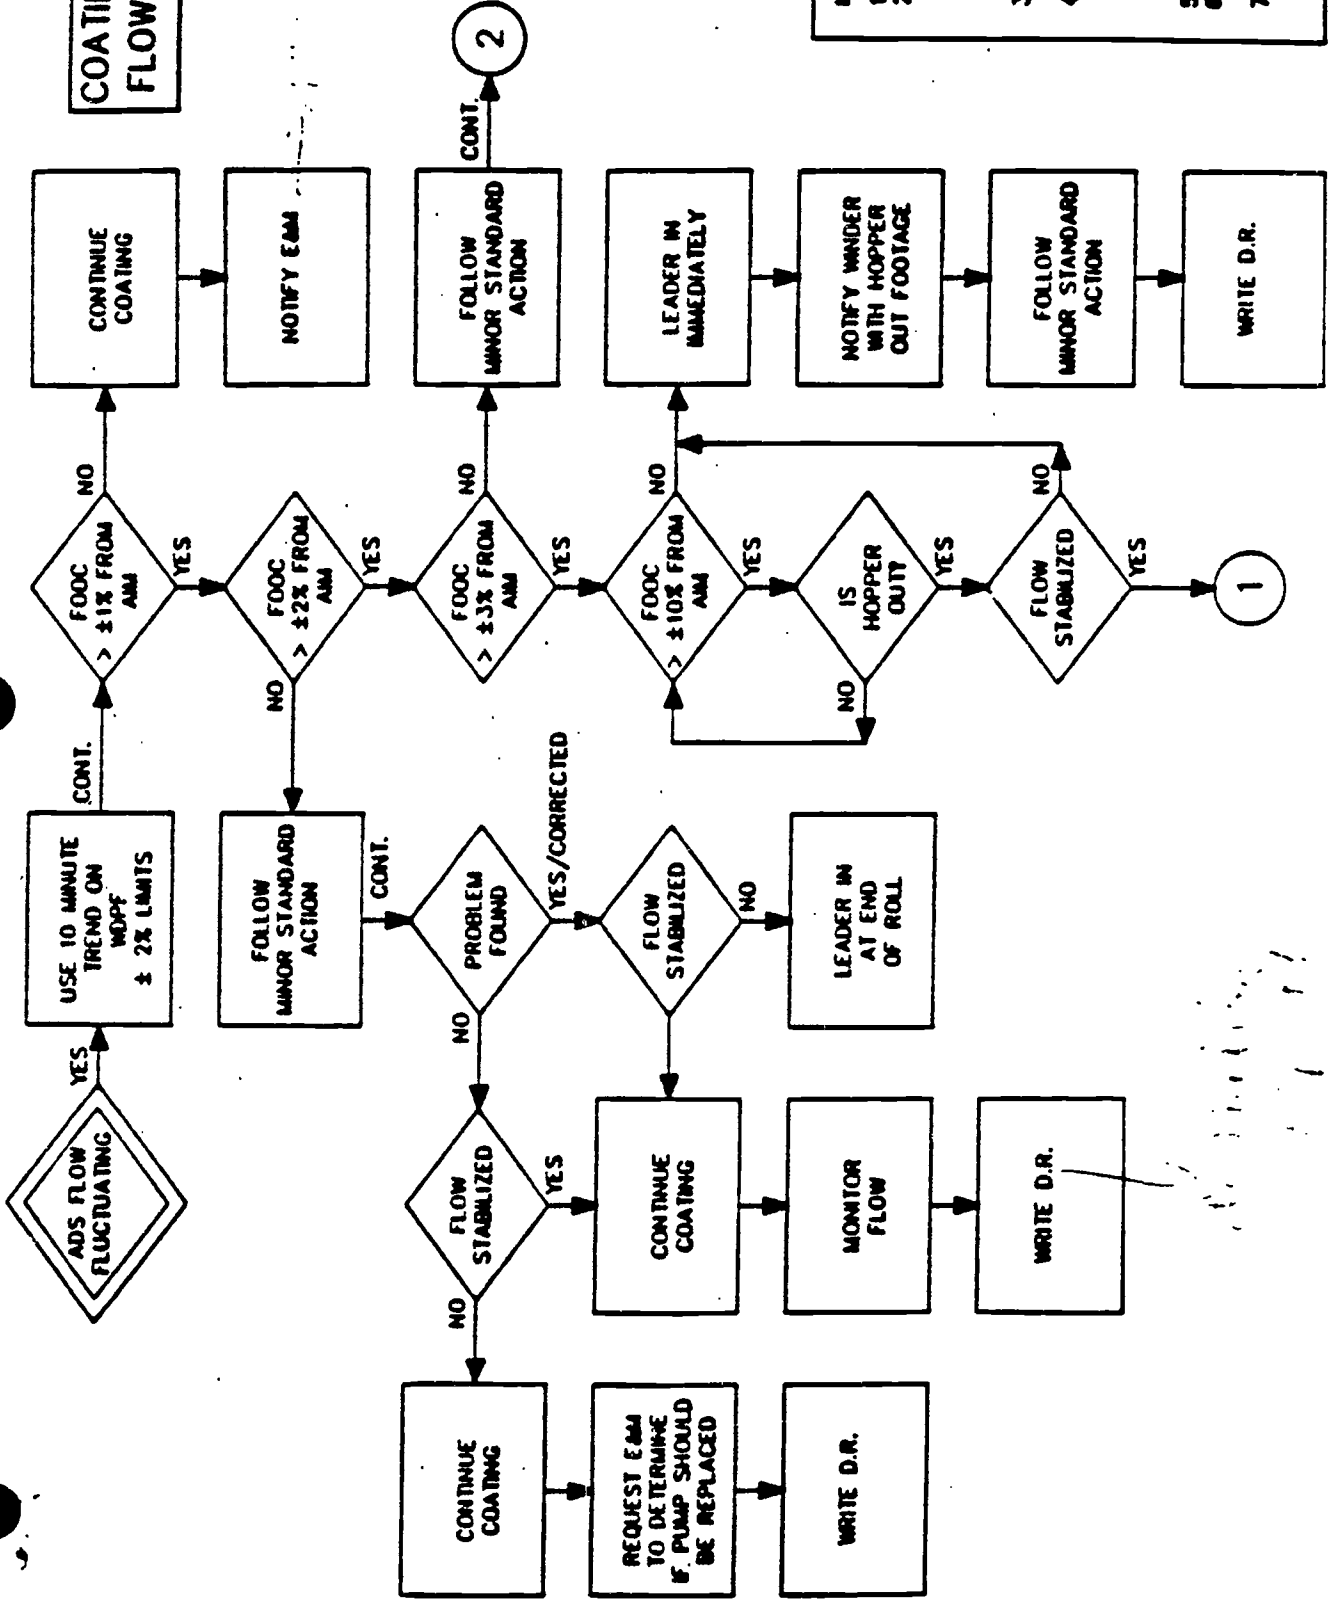 COATI
FLOW
ADS FLOW
FLUCTUATING
YES
USE 10 MINUTE
TREND ON
WDPF
± 2% LIMITS
CONT.
FOOC
> ±1% FROM
AIM
NO
CONTINUE
COATING
NOTIFY E&M
YES
FOOC
> ±2% FROM
AIM
NO
FOLLOW
MINOR STANDARD
ACTION
CONT.
PROBLEM
FOUND
YES/CORRECTED
FLOW
STABILIZED
NO
LEADER IN
AT END
OF ROLL
NO
FLOW
STABILIZED
YES
CONTINUE
COATING
MONITOR
FLOW
WRITE D.R.
NO
CONTINUE
COATING
REQUEST E&M
TO DETERMINE
IF PUMP SHOULD
BE REPLACED
WRITE D.R.
YES
FOOC
> ±3% FROM
AIM
NO
FOLLOW
MINOR STANDARD
ACTION
CONT.
2
YES
FOOC
> ±10% FROM
AIM
NO
LEADER IN
IMMEDIATELY
NOTIFY WINDER
WITH HOPPER
OUT FOOTAGE
FOLLOW
MINOR STANDARD
ACTION
WRITE D.R.
YES
IS
HOPPER
OUT?
NO
YES
FLOW
STABILIZED
NO
YES
1
3
4
5
6
7